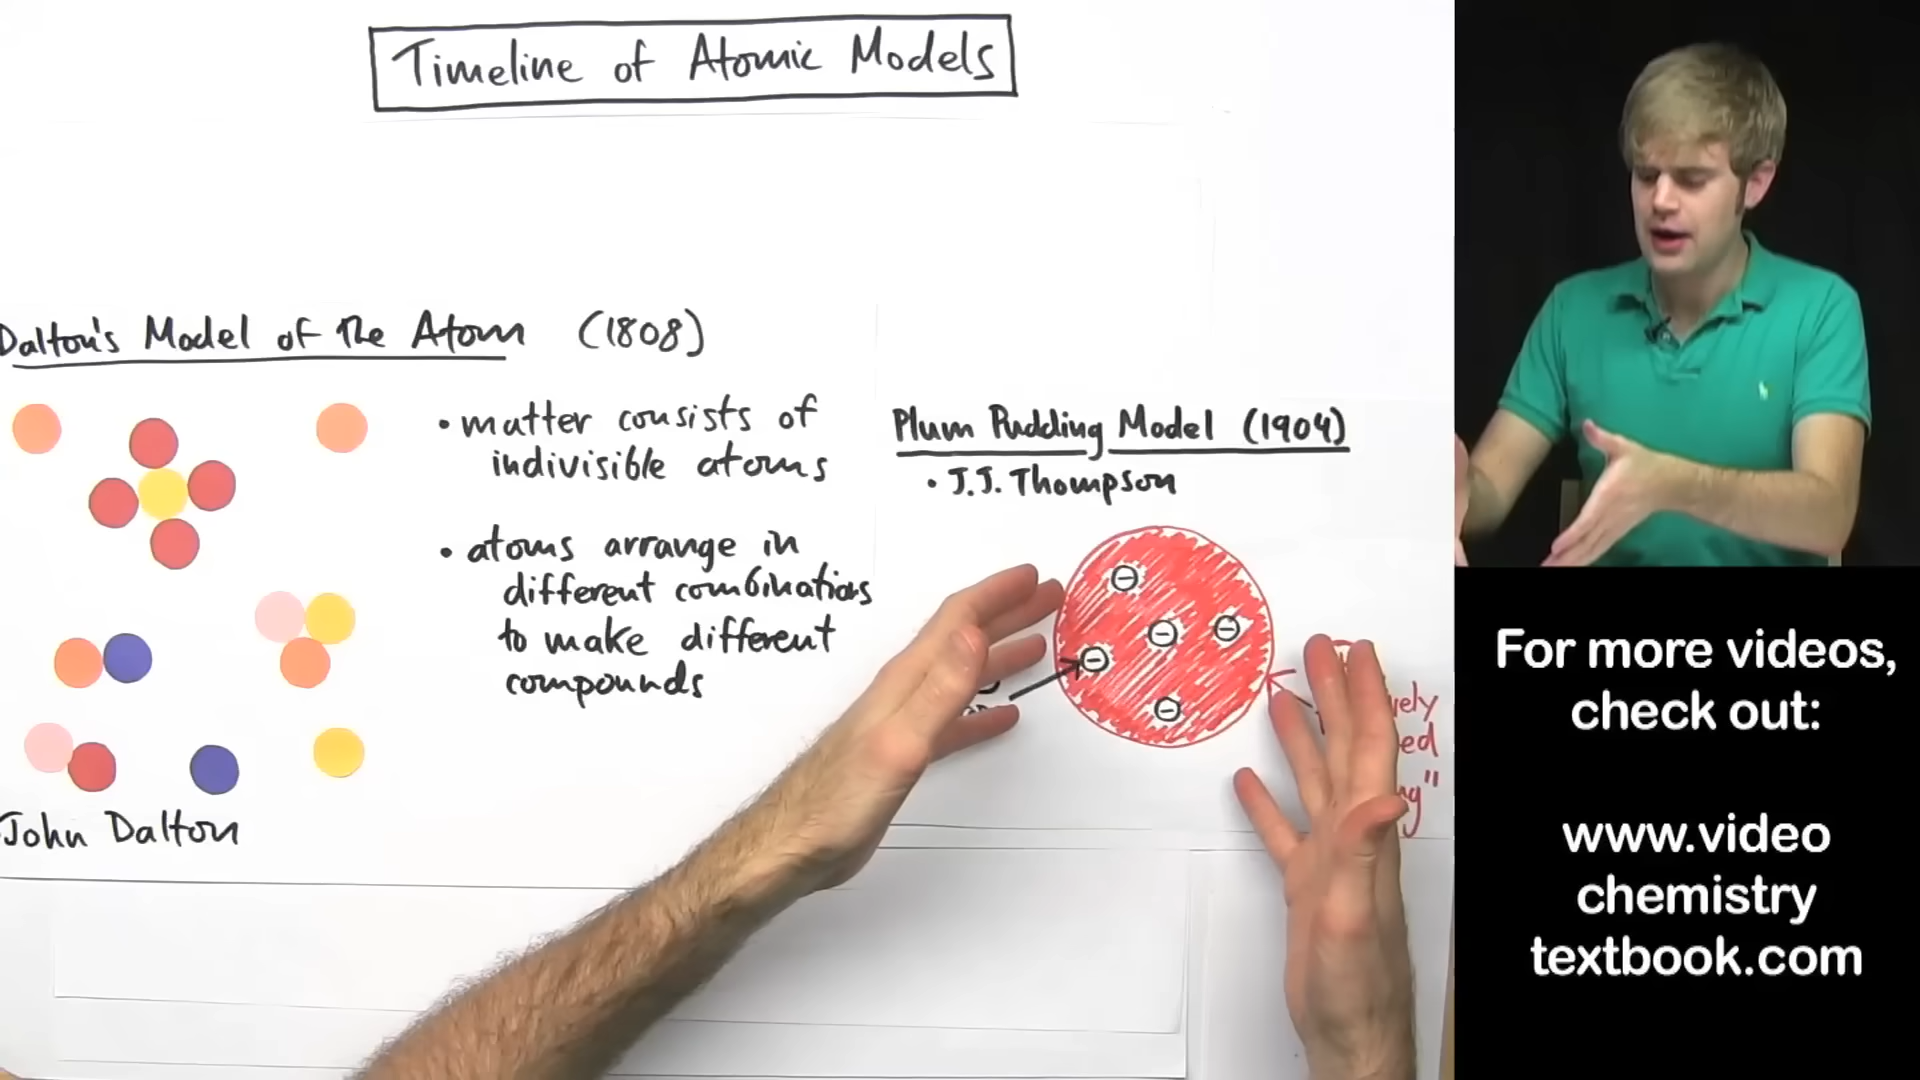 Timeline of Atomic Models
Dalton's Model of the Atom (1808)
• matter consists of
indivisible atoms
• atoms arrange in
different combinations
to make different
compounds
John Dalton
Plum Pudding Model (1904)
• J.J. Thompson
For more videos,
check out:
www.video
chemistry
textbook.com